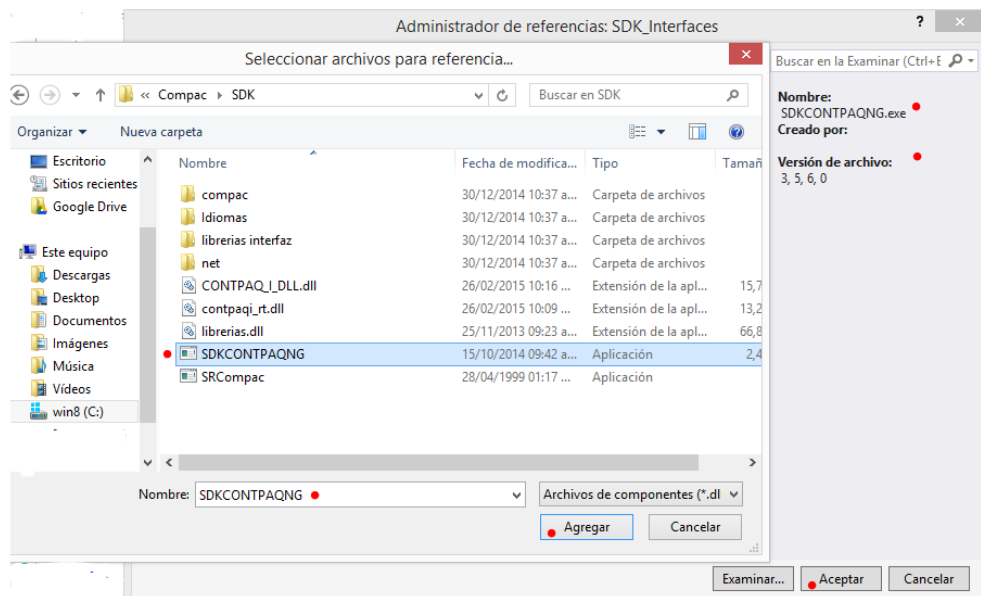 Administrador de referencias: SDK_Interfaces
?
Seleccionar archivos para referencia...
Buscar en la Examinar (Ctrl+E
« Compac SDK
Buscar en SDK
Organizar
Nueva carpeta
Nombre:
SDKCONTPAQNG.exe
Creado por:
Versión de archivo:
3, 5, 6, 0
Escritorio
Sitios recientes
Google Drive
Este equipo
Descargas
Desktop
Documentos
Imágenes
Música
Vídeos
win8 (C:)
Nombre Fecha de modifica... Tipo Tamañ
compac 30/12/2014 10:37 a... Carpeta de archivos
Idiomas 30/12/2014 10:37 a... Carpeta de archivos
librerias interfaz 30/12/2014 10:37 a... Carpeta de archivos
net 30/12/2014 10:37 a... Carpeta de archivos
CONTPAQ_I_DLL.dll 26/02/2015 10:16 ... Extensión de la apl... 15,7
contpaqi_rt.dll 26/02/2015 10:09 ... Extensión de la apl... 13,2
librerias.dll 25/11/2013 09:23 a... Extensión de la apl... 66,8
SDKCONTPAQNG 15/10/2014 09:42 a... Aplicación 2,4
SRCompac 28/04/1999 01:17 ... Aplicación
Nombre: SDKCONTPAQNG
Archivos de componentes (*.dl
Agregar Cancelar
Examinar... Aceptar Cancelar